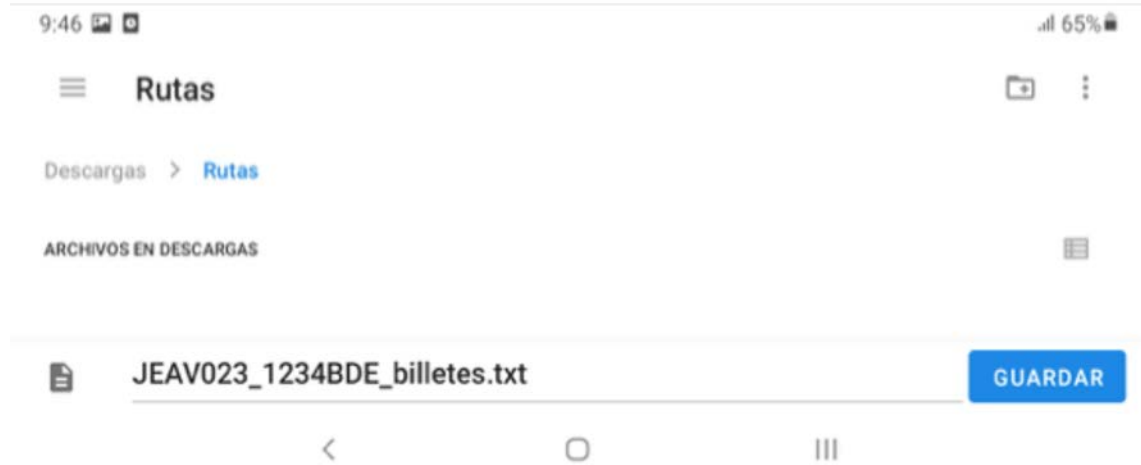 9:46 65%
Rutas
Descargas > Rutas
ARCHIVOS EN DESCARGAS
JEAV023_1234BDE_billetes.txt GUARDAR